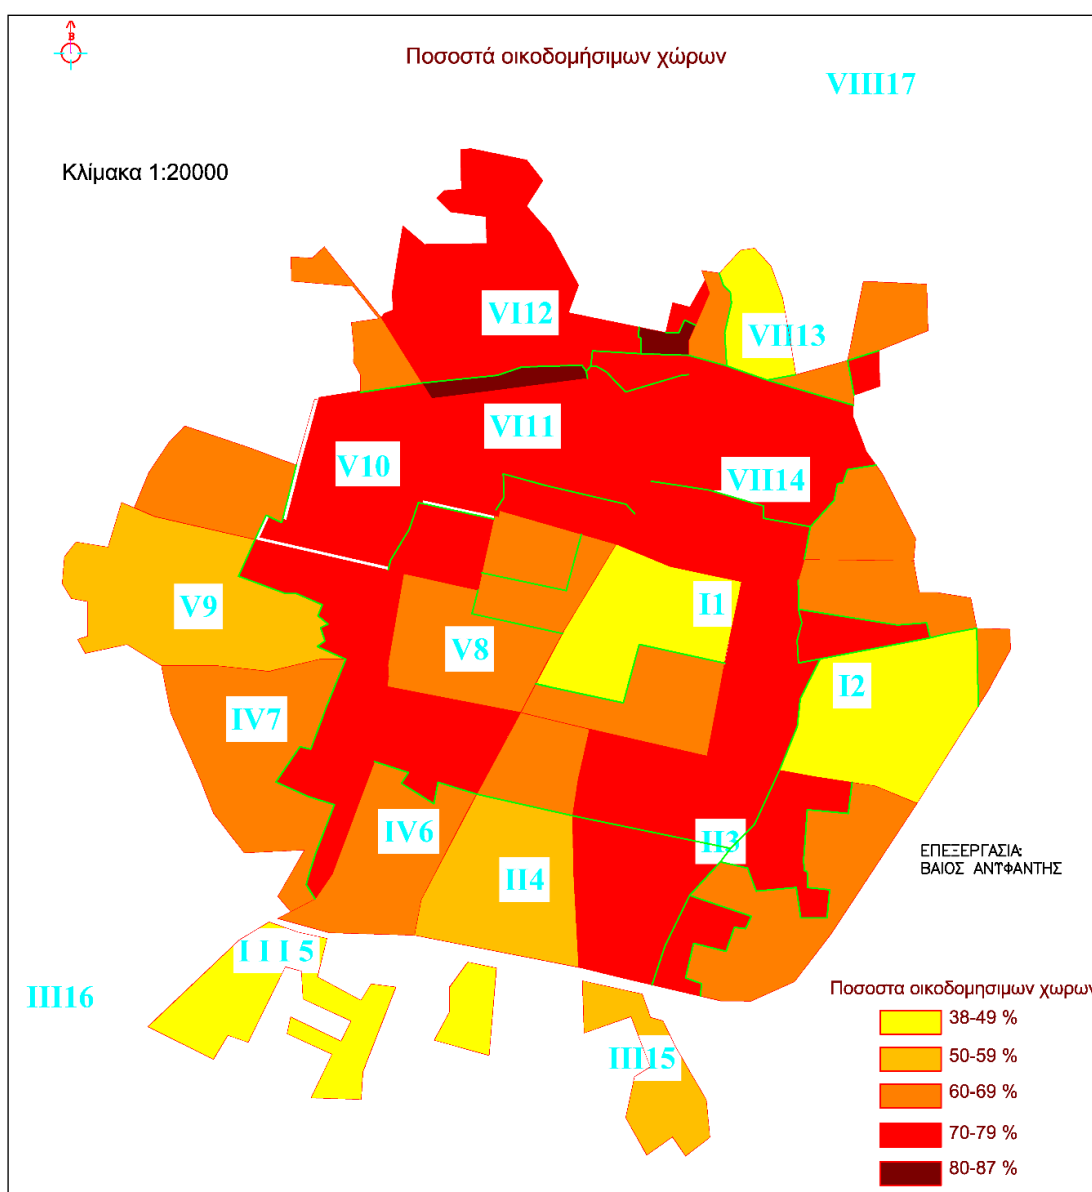 Β
Ποσοστά οικοδομήσιμων χώρων
VIII17
Κλίμακα 1:20000
VI12
VII13
VI11
V10
VII14
V9
I1
V8
I2
IV7
IV6
II3
II4
ΕΠΕΞΕΡΓΑΣΙΑ:
ΒΑΙΟΣ ΑΝΥΦΑΝΤΗΣ
I I I 5
III16
III15
Ποσοστα οικοδομησιμων χωρων
38-49 %
50-59 %
60-69 %
70-79 %
80-87 %